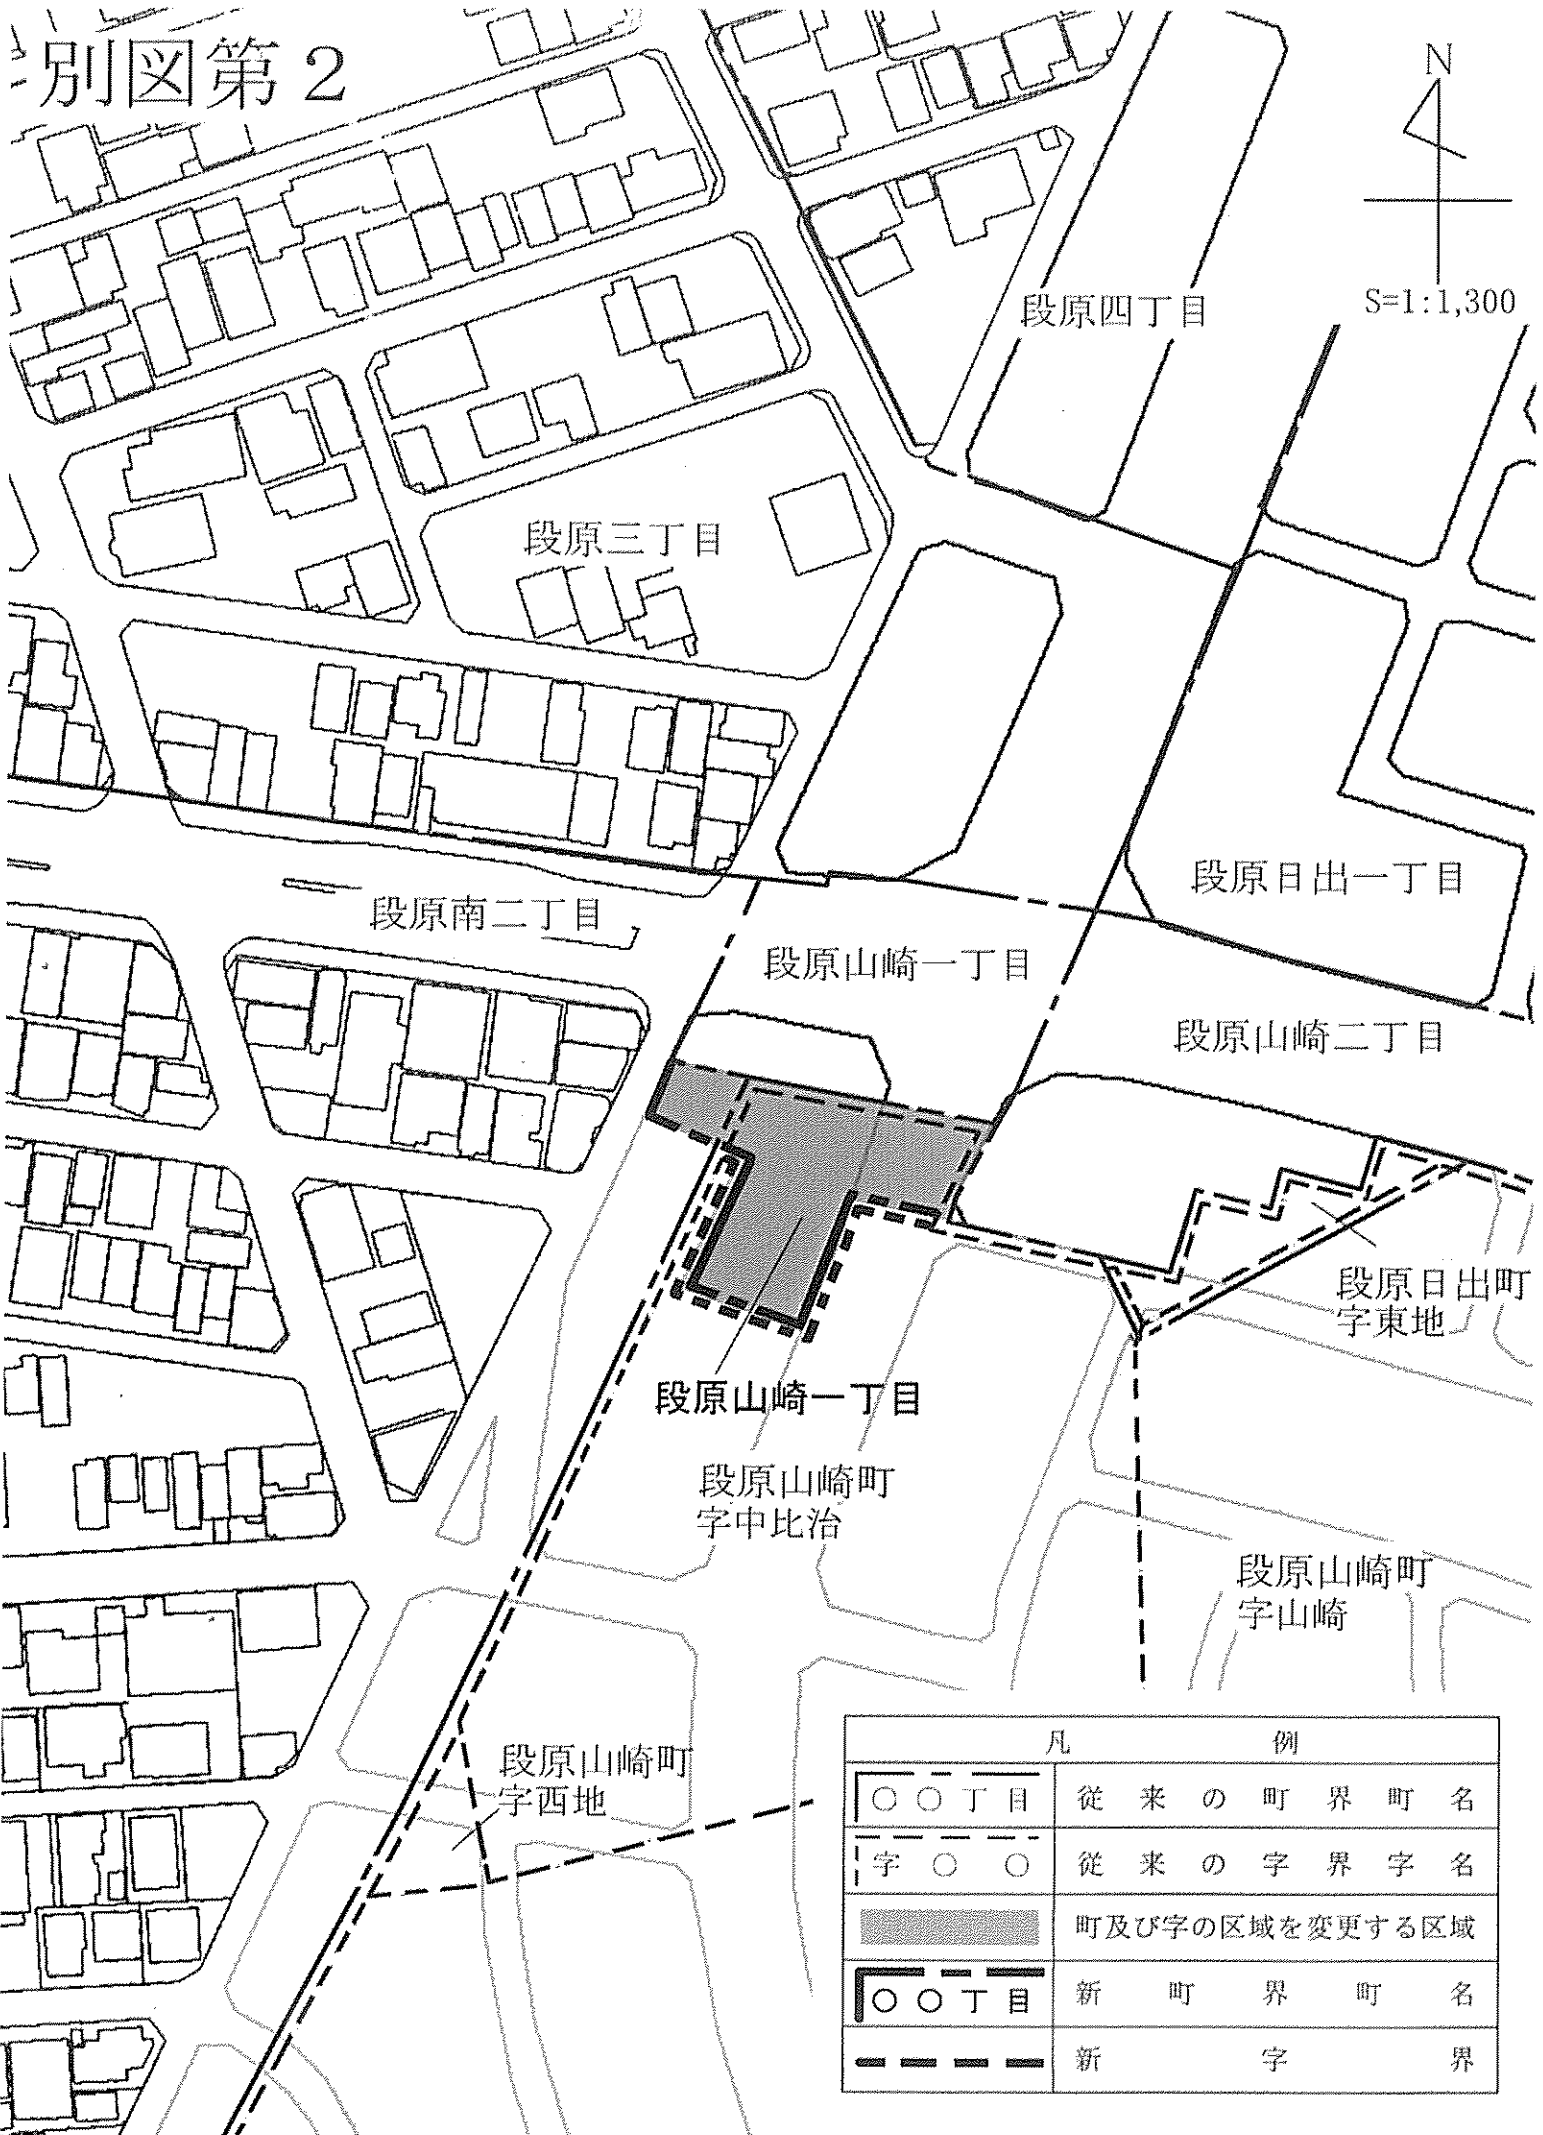 別図第2
N
S=1:1,300
段原四丁目
段原三丁目
段原日出一丁目
段原南二丁目
段原山崎一丁目
段原山崎二丁目
段原日出町
字東地
段原山崎一丁目
段原山崎町
字中比治
段原山崎町
字山崎
段原山崎町
字西地
凡例
○○丁目 従来の町界町名
字○○ 従来の字界字名
町及び字の区域を変更する区域
○○丁目 新町界町名
新字界